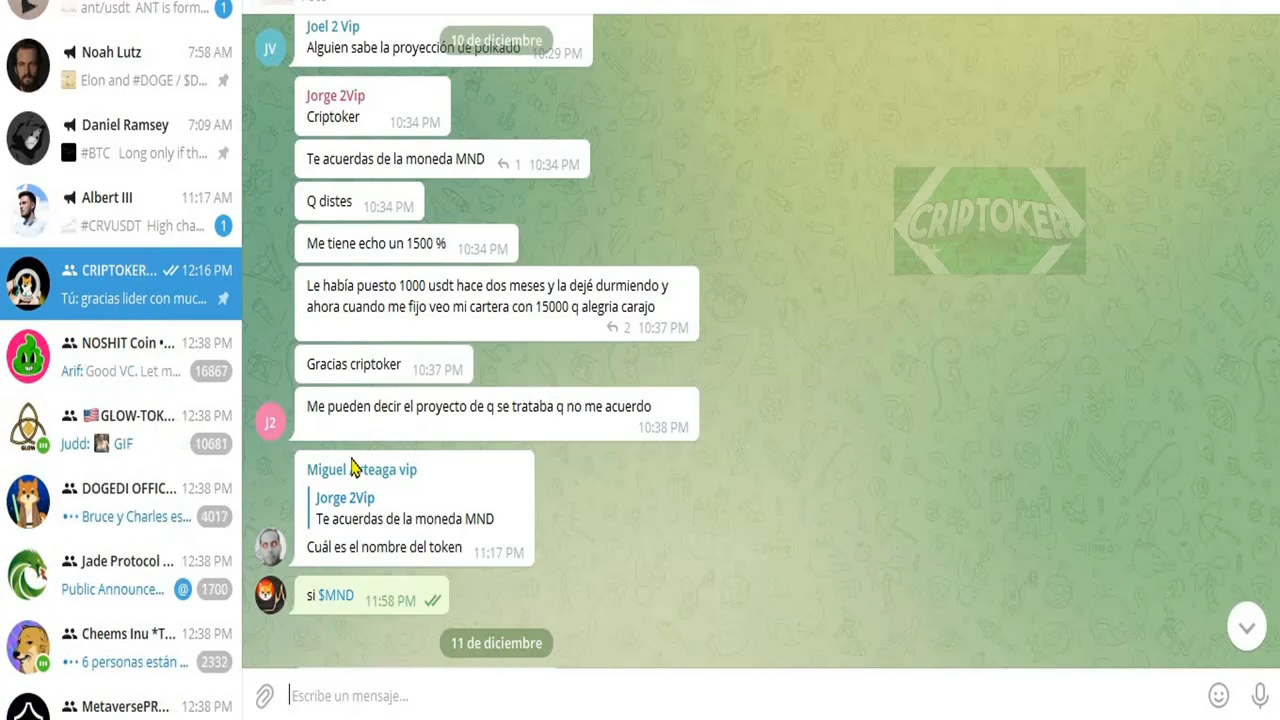 ant/usdt ANT is form...
1
Noah Lutz
7:58 AM
Elon and #DOGE / $D...
Daniel Ramsey
7:09 AM
#BTC Long only if th...
Albert III
11:17 AM
#CRVUSDT High cha...
1
CRIPTOKER...
12:16 PM
Tú: gracias lider con muc...
NOSHIT Coin •...
12:38 PM
Arif: Good VC. Let m...
16867
GLOW-TOK...
12:38 PM
Judd: GIF
10681
DOGEDI OFFIC...
12:38 PM
Bruce y Charles es...
4017
Jade Protocol ...
12:38 PM
Public Announce...
@ 1700
Cheems Inu *T...
12:38 PM
6 personas están ...
2332
MetaversePR...
12:38 PM
10 de diciembre
JV
Joel 2 Vip
Alguien sabe la proyección de polkado
10:29 PM
Jorge 2Vip
Criptoker
10:34 PM
Te acuerdas de la moneda MND
1 10:34 PM
Q distes
10:34 PM
Me tiene echo un 1500 %
10:34 PM
Le había puesto 1000 usdt hace dos meses y la dejé durmiendo y
ahora cuando me fijo veo mi cartera con 15000 q alegria carajo
2 10:37 PM
Gracias criptoker
10:37 PM
J2
Me pueden decir el proyecto de q se trataba q no me acuerdo
10:38 PM
Miguel vip
Jorge 2Vip
Te acuerdas de la moneda MND
Cuál es el nombre del token
11:17 PM
si $MND
11:58 PM
11 de diciembre
Escribe un mensaje...
CRIPTOKER